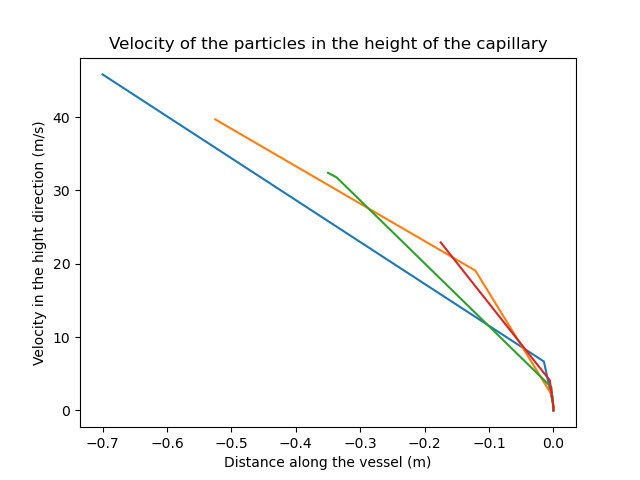 Velocity of the particles in the height of the capillary
Velocity in the hight direction (m/s)
40
30
20
10
0
−0.7 −0.6 −0.5 −0.4 −0.3 −0.2 −0.1 0.0
Distance along the vessel (m)